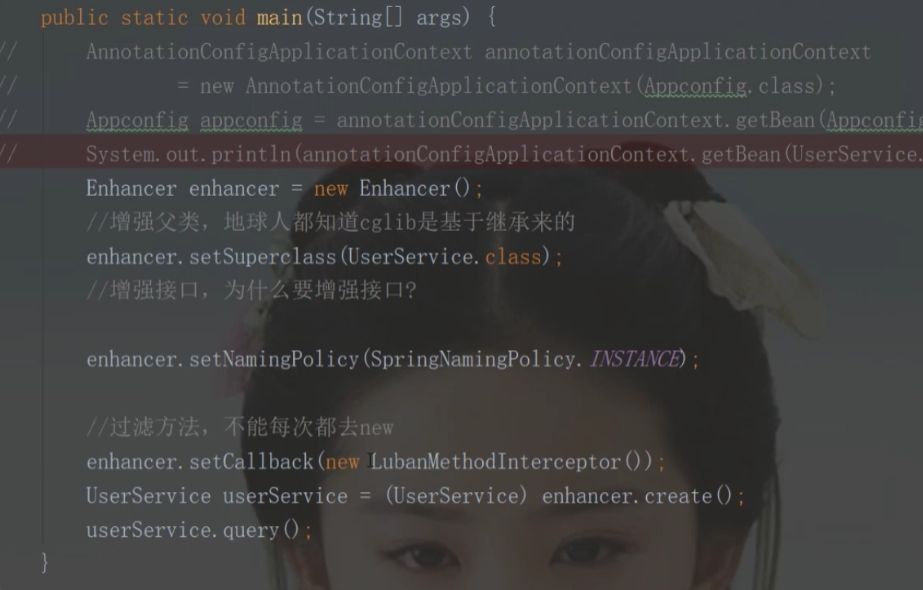 public static void main(String[] args) {
//      AnnotationConfigApplicationContext annotationConfigApplicationContext
//              = new AnnotationConfigApplicationContext(Appconfig.class);
//      Appconfig appconfig = annotationConfigApplicationContext.getBean(Appconfig
//      System.out.println(annotationConfigApplicationContext.getBean(UserService.
Enhancer enhancer = new Enhancer();
//增强父类，地球人都知道cglib是基于继承来的
enhancer.setSuperclass(UserService.class);
//增强接口，为什么要增强接口?
enhancer.setNamingPolicy(SpringNamingPolicy.INSTANCE);
//过滤方法，不能每次都去new
enhancer.setCallback(new LubanMethodInterceptor());
UserService userService = (UserService) enhancer.create();
userService.query();
}